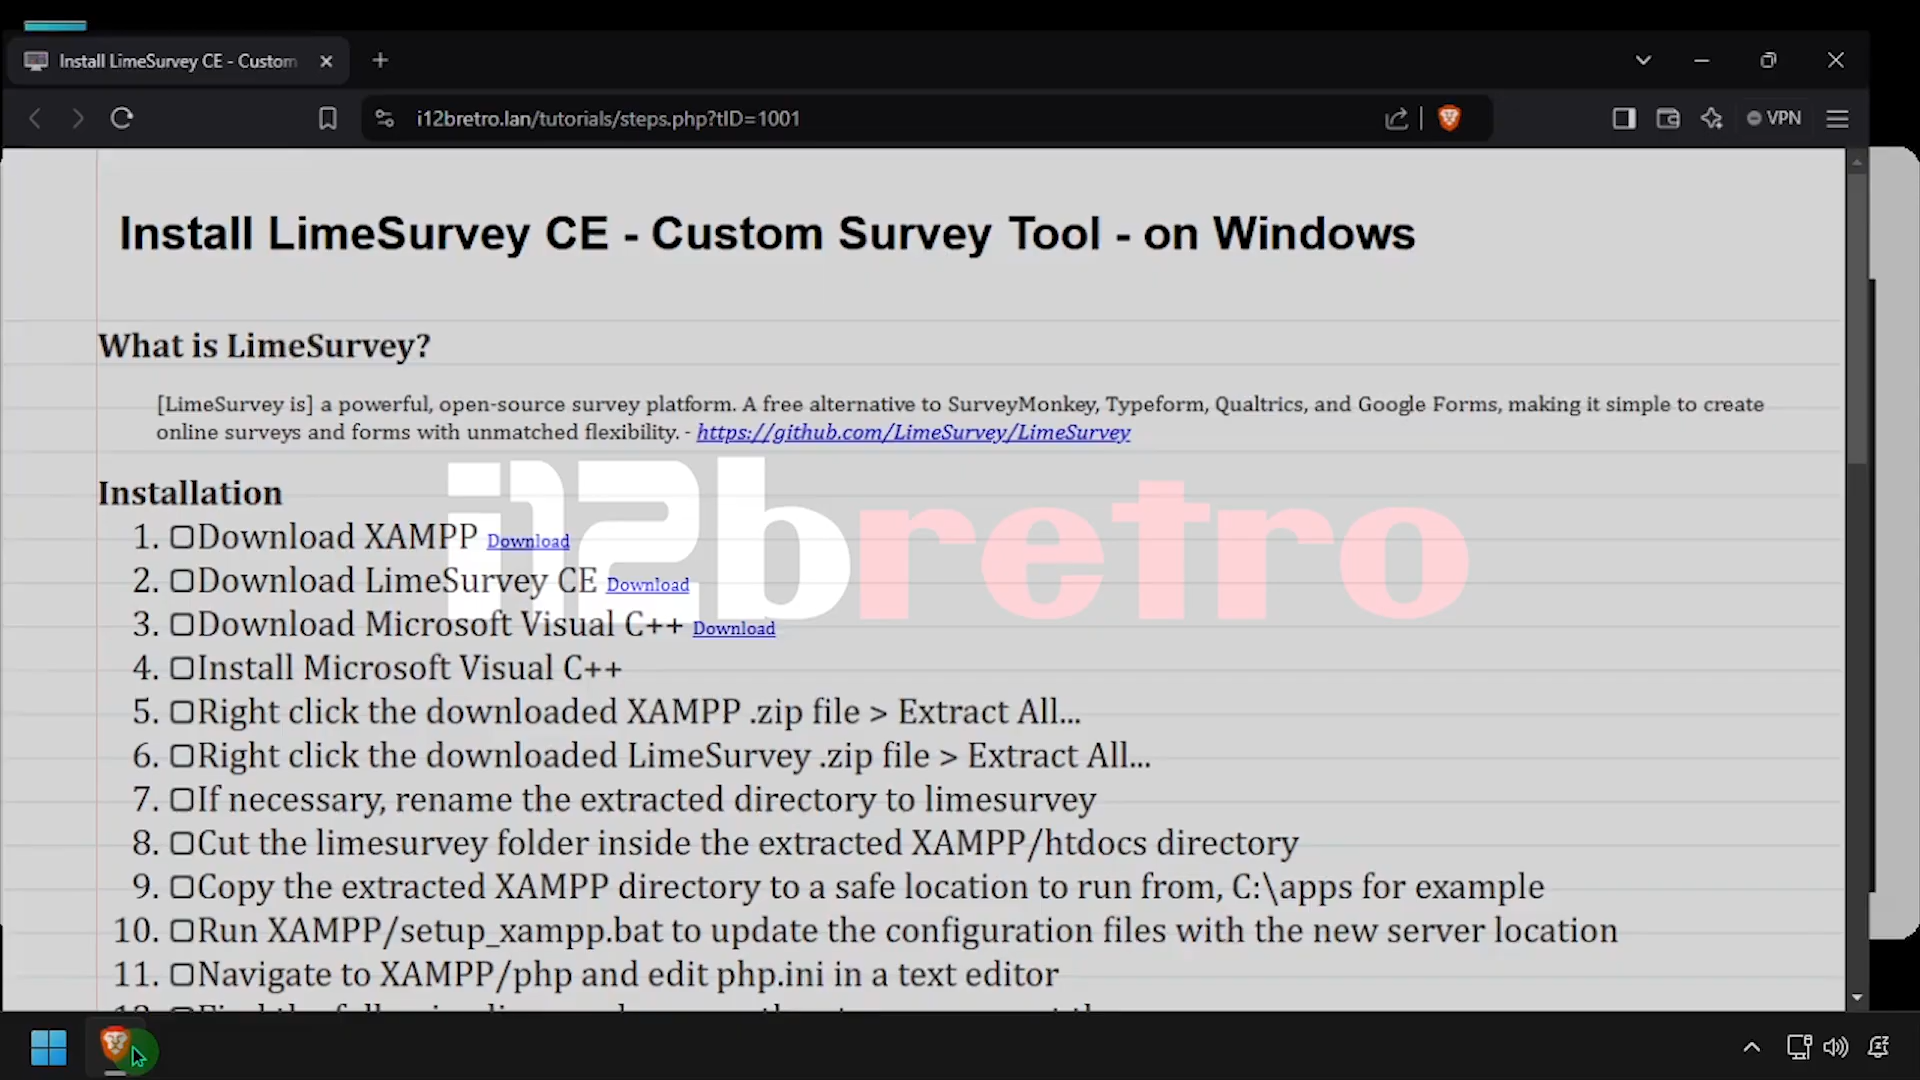 Install LimeSurvey CE - Custom
i12bretro.lan/tutorials/steps.php?tID=1001
VPN
Install LimeSurvey CE - Custom Survey Tool - on Windows
What is LimeSurvey?
[LimeSurvey is] a powerful, open-source survey platform. A free alternative to SurveyMonkey, Typeform, Qualtrics, and Google Forms, making it simple to create
online surveys and forms with unmatched flexibility. - https://github.com/LimeSurvey/LimeSurvey
i12bretro
Installation
1. Download XAMPP Download
2. Download LimeSurvey CE Download
3. Download Microsoft Visual C++ Download
4. Install Microsoft Visual C++
5. Right click the downloaded XAMPP .zip file > Extract All...
6. Right click the downloaded LimeSurvey .zip file > Extract All...
7. If necessary, rename the extracted directory to limesurvey
8. Cut the limesurvey folder inside the extracted XAMPP/htdocs directory
9. Copy the extracted XAMPP directory to a safe location to run from, C:\apps for example
10. Run XAMPP/setup_xampp.bat to update the configuration files with the new server location
11. Navigate to XAMPP/php and edit php.ini in a text editor